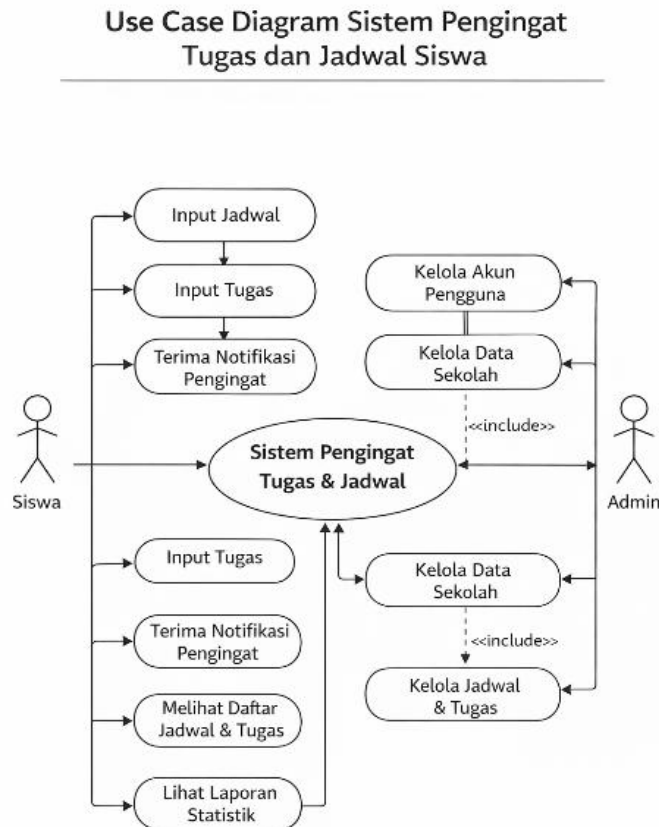 Use Case Diagram Sistem Pengingat
Tugas dan Jadwal Siswa
Input Jadwal
Input Tugas
Terima Notifikasi
Pengingat
Kelola Akun
Pengguna
Kelola Data
Sekolah
<<include>>
Sistem Pengingat
Tugas & Jadwal
Siswa
Admin
Input Tugas
Terima Notifikasi
Pengingat
Melihat Daftar
Jadwal & Tugas
Lihat Laporan
Statistik
Kelola Data
Sekolah
<<include>>
Kelola Jadwal
& Tugas